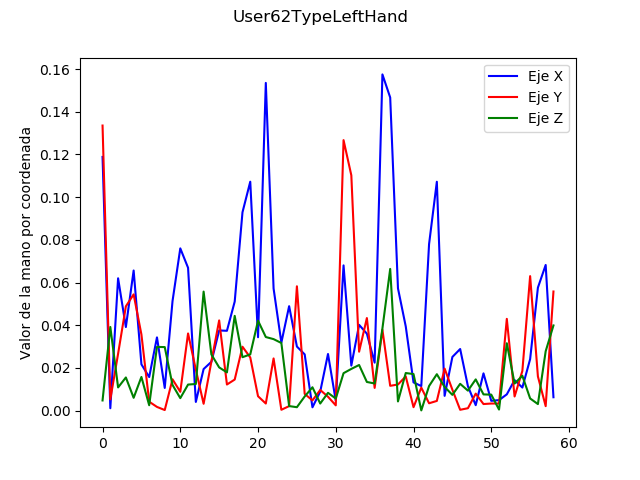 User62TypeLeftHand
Valor de la mano por coordenada
0.16
0.14
0.12
0.10
0.08
0.06
0.04
0.02
0.00
0 10 20 30 40 50 60
Eje X
Eje Y
Eje Z